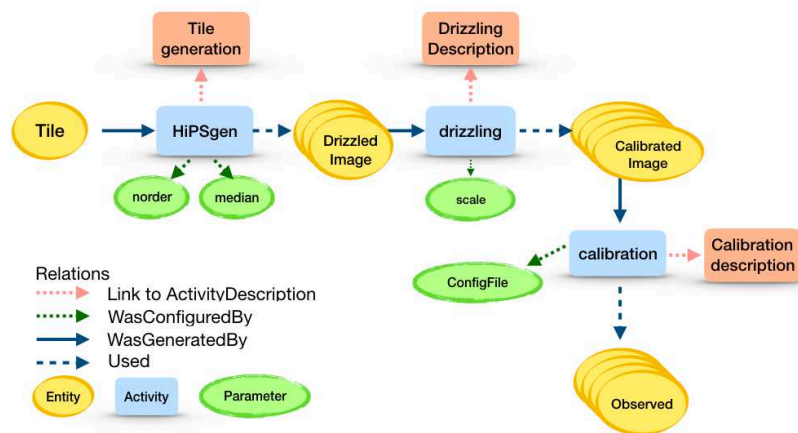 Tile
generation
Drizzling
Description
Tile
HiPSgen
Drizzled
Image
drizzling
Calibrated
Image
norder
median
scale
calibration
Calibration
description
ConfigFile
Relations
Link to ActivityDescription
WasConfiguredBy
WasGeneratedBy
Used
Entity
Activity
Parameter
Observed